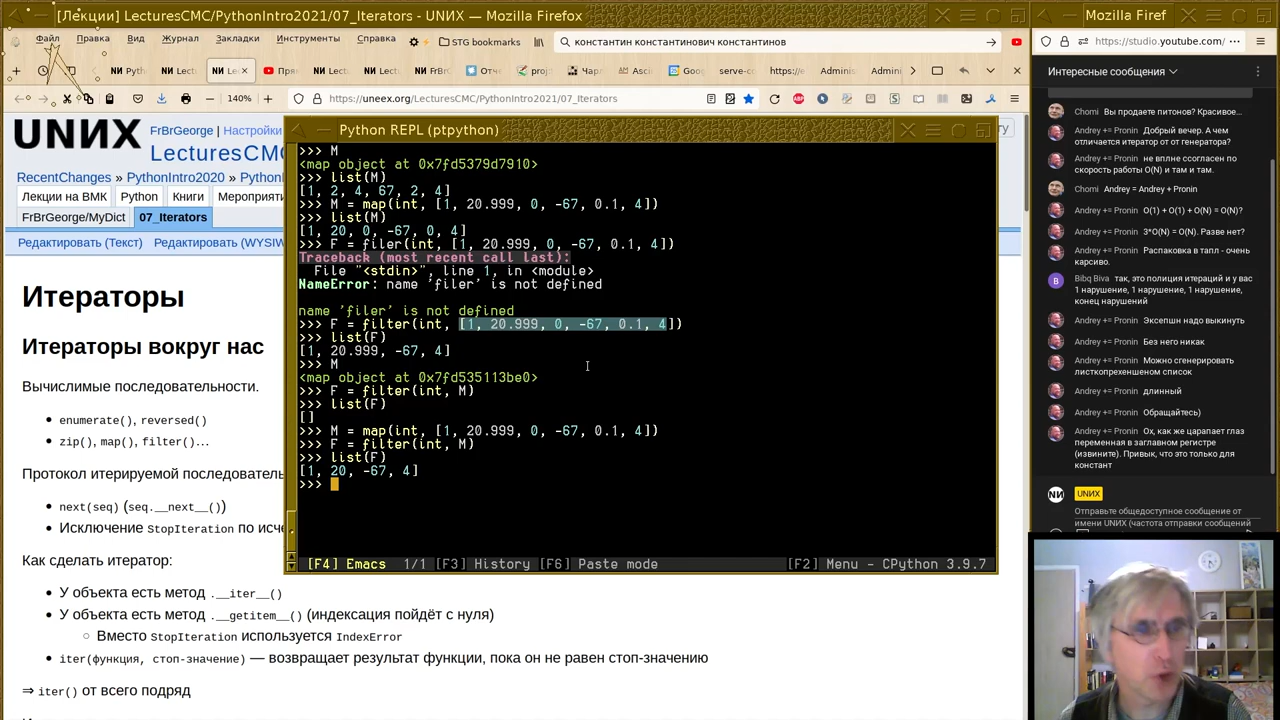 [Лекции] LecturesCMC/PythonIntro2021/07_Iterators - UNИX — Mozilla Firefox
Mozilla Firef
Файл Правка Вид Журнал Закладки Инструменты Справка
STG bookmarks
константин константинович константинов
https://studio.youtube.com/
140%
https://uneex.org/LecturesCMC/PythonIntro2021/07_Iterators
UNИX
FrBrGeorge | Настройки
LecturesCMC
RecentChanges » PythonIntro2020 »
Лекции на ВМК Python Книги
FrBrGeorge/MyDict 07_Iterators
Редактировать (Текст)
Итераторы
Итераторы вокруг нас
Вычислимые последовательности.
• enumerate(), reversed()
• zip(), map(), filter()…
Протокол итерируемой
• next(seq) (seq.__next__())
• Исключение StopIteration по
Как сделать итератор:
• У объекта есть метод .__iter__()
• У объекта есть метод .__getitem__() (индексация пойдёт с нуля)
◦ Вместо StopIteration используется IndexError
• iter(функция, стоп-значение) — возвращает результат функции, пока он не равен стоп-значению
⇒ iter() от всего подряд
Python REPL (ptpython)
>>> M
<map object at 0x7fd5379d7910>
>>> list(M)
[1, 2, 4, 67, 2, 4]
>>> M = map(int, [1, 20.999, 0, -67, 0.1, 4])
>>> list(M)
[1, 20, 0, -67, 0, 4]
>>> F = filer(int, [1, 20.999, 0, -67, 0.1, 4])
Traceback (most recent call last):
File "<stdin>", line 1, in <module>
NameError: name 'filer' is not defined
name 'filer' is not defined
>>> F = filter(int, [1, 20.999, 0, -67, 0.1, 4])
>>> list(F)
[1, 20.999, -67, 4]
>>> M
<map object at 0x7fd535113be0>
>>> F = filter(int, M)
>>> list(F)
[]
>>> M = map(int, [1, 20.999, 0, -67, 0.1, 4])
>>> F = filter(int, M)
>>> list(F)
[1, 20, -67, 4]
>>>
[F4] Emacs 1/1 [F3] History [F6] Paste mode [F2] Menu - CPython 3.9.7
Интересные сообщения
Chorni Вы продаете питонов? Красивое…
Andrey += Pronin Добрый вечер. А чем
отличается итератор от от генератора?
Andrey += Pronin не вплне ссогласен по
скорость работы O(N) и там и там.
Chorni Andrey = Andrey + Pronin
Andrey += Pronin O(1) + O(1) + O(N) = O(N)?
Andrey += Pronin 3*O(N) = O(N). Разве нет?
Andrey += Pronin Распаковка в тапл - очень
карсиво.
Bibq Biva так, это полиция итераций и у вас
1 нарушение, 1 нарушение, 1 нарушение,
конец нарушений
Andrey += Pronin Эксепшн надо выкинуть
Andrey += Pronin Без него никак
Andrey += Pronin Можно сгенерировать
листкопрехеншеном список
Andrey += Pronin длинный
Andrey += Pronin Обращайтесь)
Andrey += Pronin Ох, как же царапает глаз
переменная в заглавном регистре
(извините). Привык, что это только для
констант
UNИX
Отправьте общедоступное сообщение от
имени UNИX (частота отправки сообщений